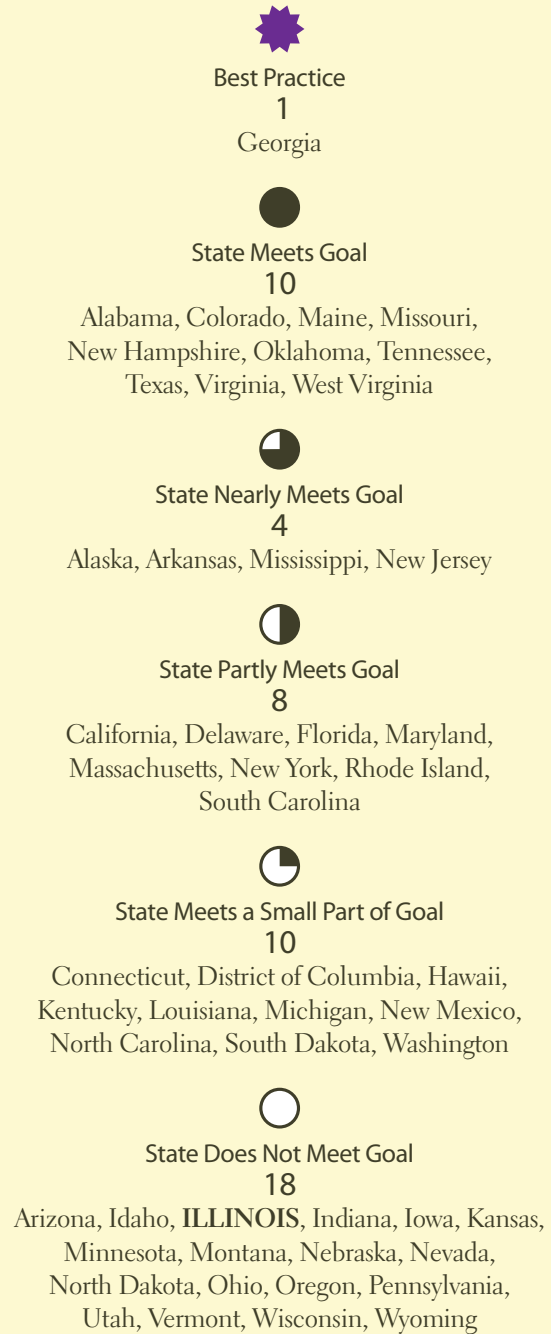 Best Practice
1
Georgia
State Meets Goal
10
Alabama, Colorado, Maine, Missouri,
New Hampshire, Oklahoma, Tennessee,
Texas, Virginia, West Virginia
State Nearly Meets Goal
4
Alaska, Arkansas, Mississippi, New Jersey
State Partly Meets Goal
8
California, Delaware, Florida, Maryland,
Massachusetts, New York, Rhode Island,
South Carolina
State Meets a Small Part of Goal
10
Connecticut, District of Columbia, Hawaii,
Kentucky, Louisiana, Michigan, New Mexico,
North Carolina, South Dakota, Washington
State Does Not Meet Goal
18
Arizona, Idaho, ILLINOIS, Indiana, Iowa, Kansas,
Minnesota, Montana, Nebraska, Nevada,
North Dakota, Ohio, Oregon, Pennsylvania,
Utah, Vermont, Wisconsin, Wyoming